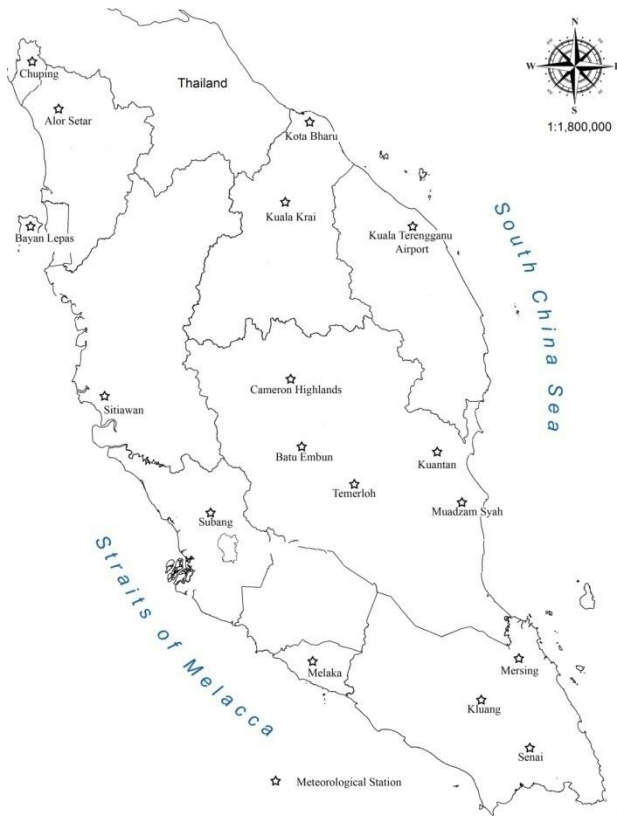 N
W
E
S
1:1,800,000
Thailand
Chuping
Alor Setar
Kota Bharu
Kuala Krai
Bayan Lepas
Kuala Terengganu
Airport
South China Sea
Cameron Highlands
Sitiawan
Batu Embun
Kuantan
Temerloh
Muadzam Syah
Subang
Straits of Melacca
Melaka
Mersing
Kluang
Senai
Meteorological Station